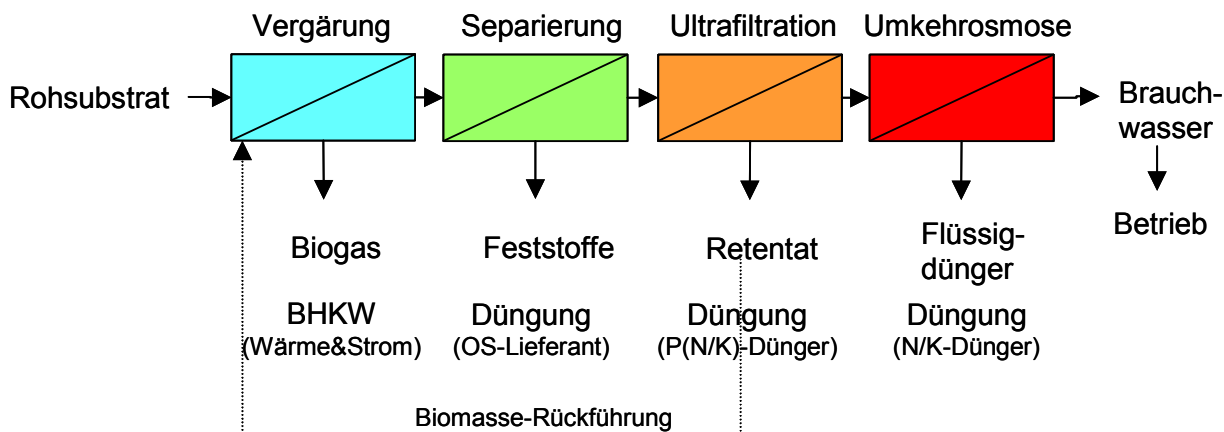 Vergärung
Separierung
Ultrafiltration
Umkehrosmose
Rohsubstrat
Brauch-
wasser
Betrieb
Biogas
Feststoffe
Retentat
Flüssig-
dünger
BHKW
(Wärme&Strom)
Düngung
(OS-Lieferant)
Düngung
(P(N/K)-Dünger)
Düngung
(N/K-Dünger)
Biomasse-Rückführung